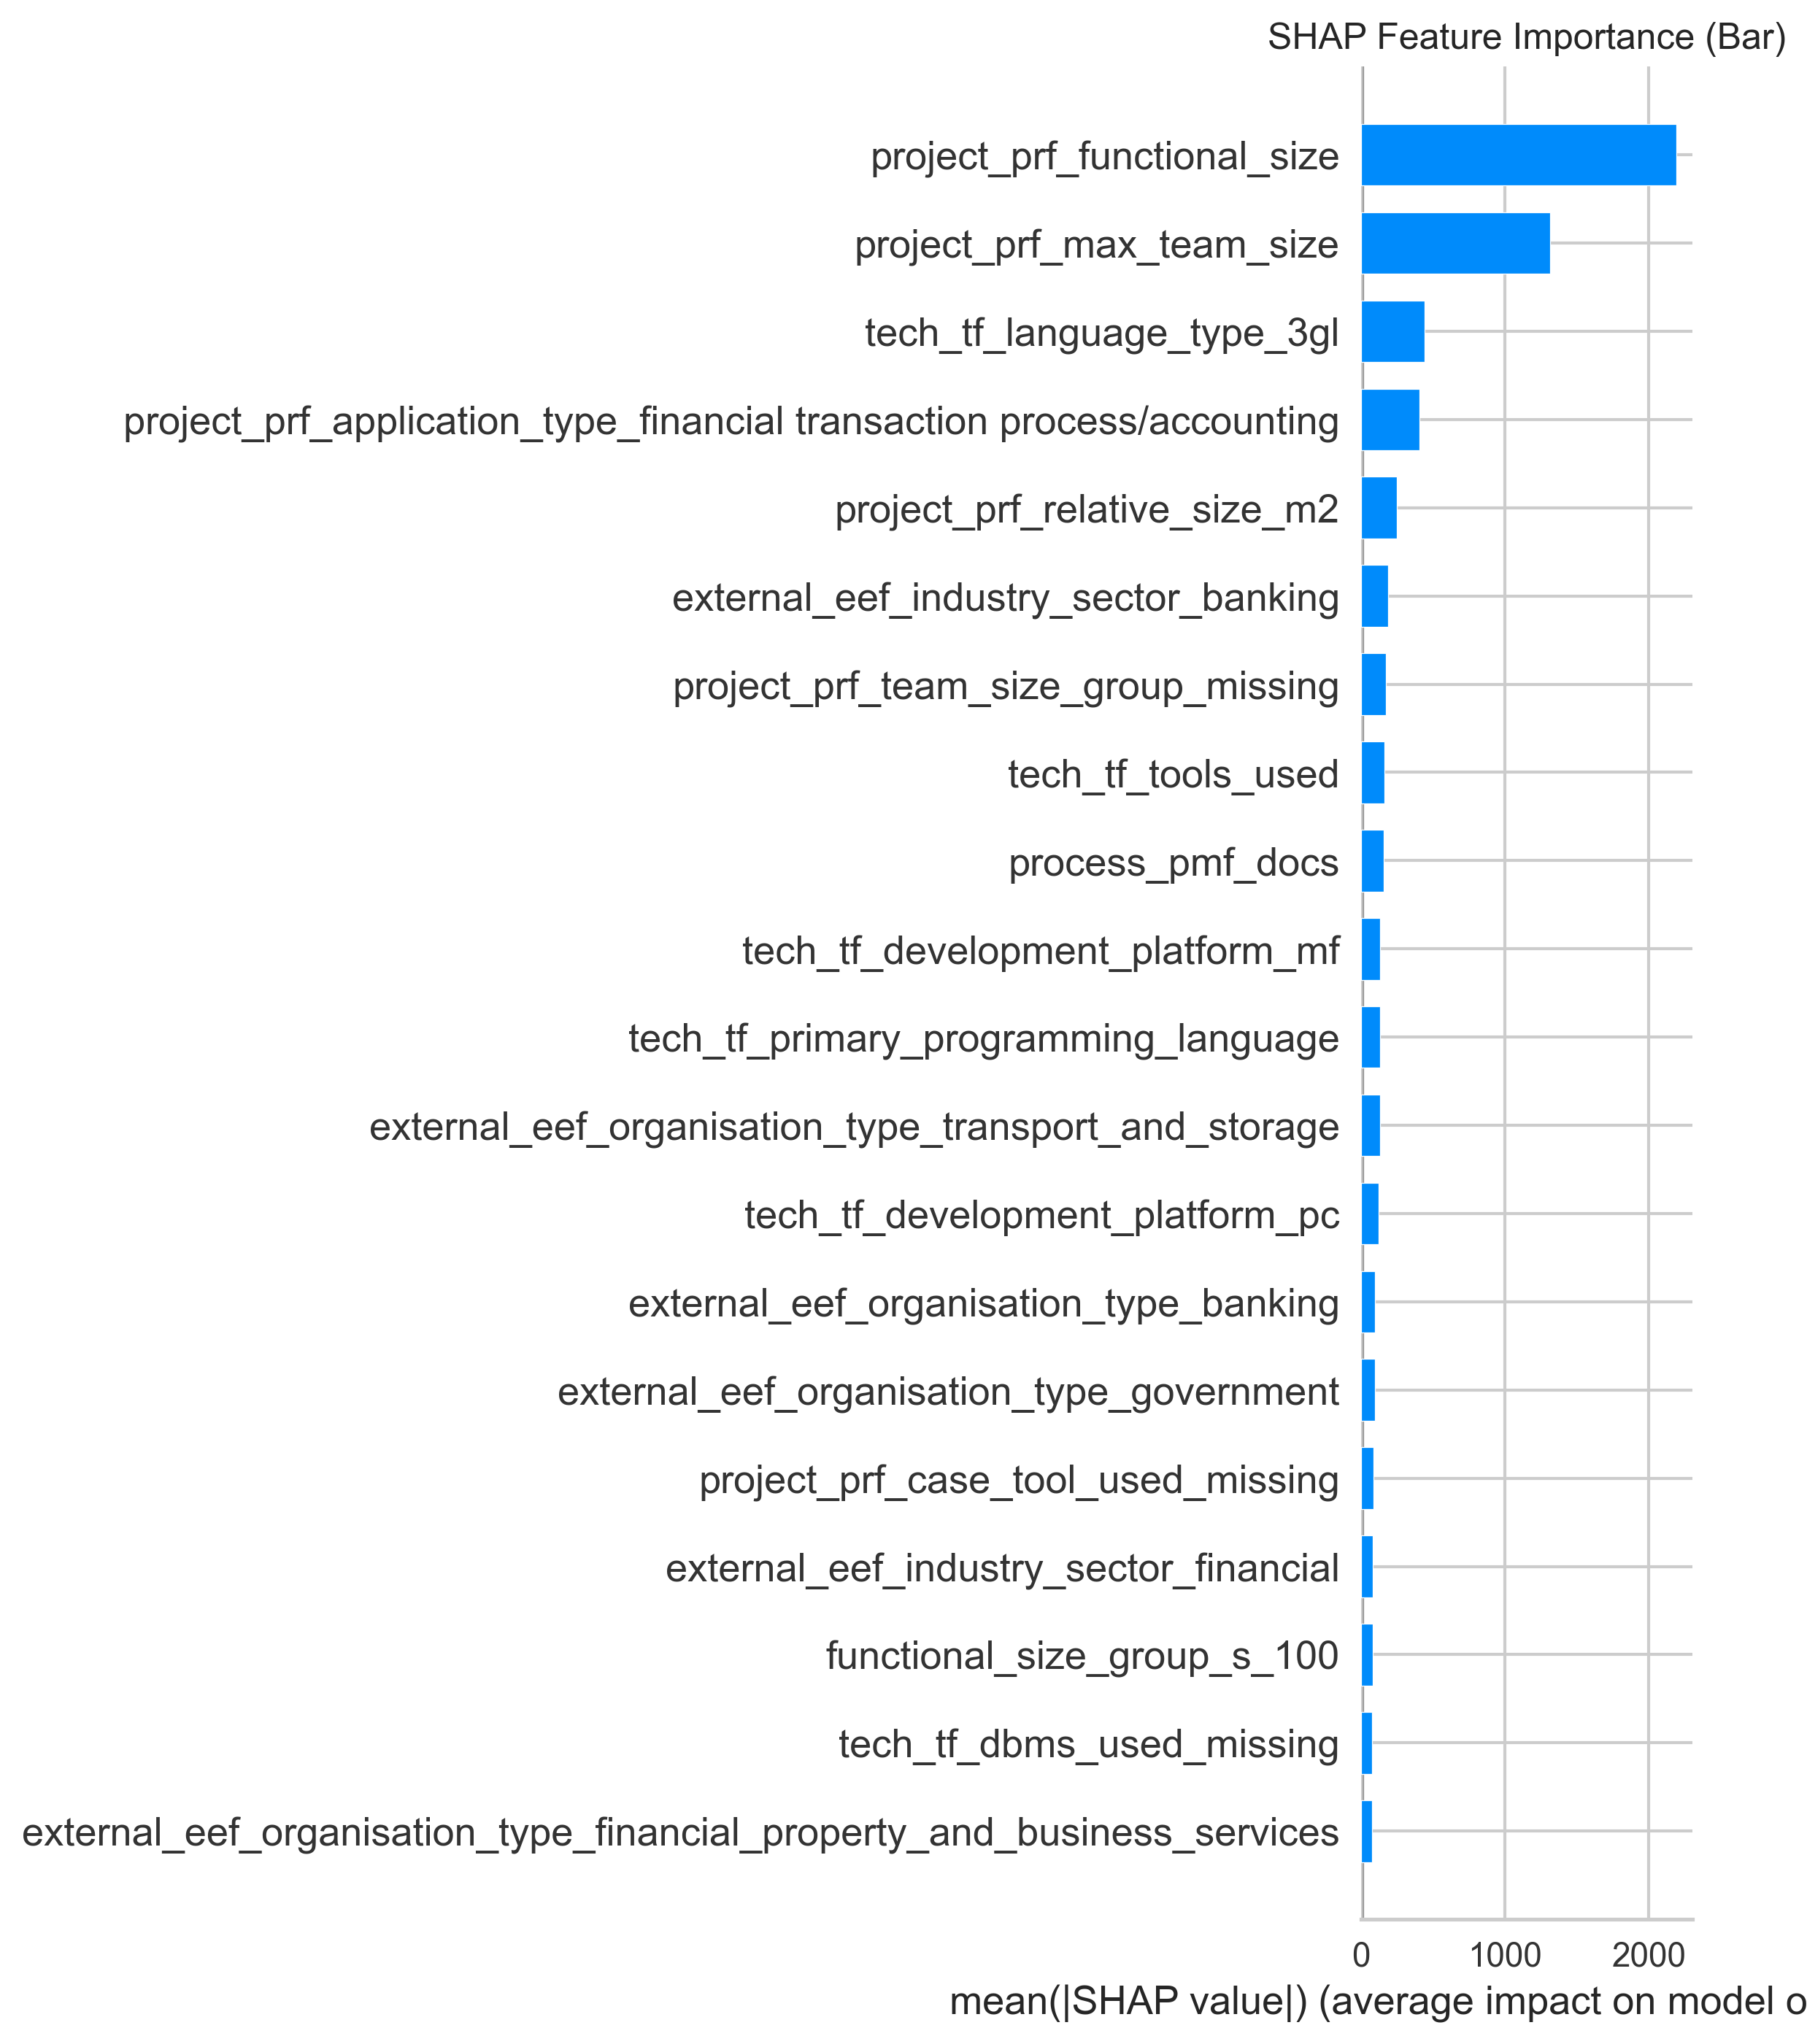 SHAP Feature Importance (Bar)
project_prf_functional_size
project_prf_max_team_size
tech_tf_language_type_3gl
project_prf_application_type_financial transaction process/accounting
project_prf_relative_size_m2
external_eef_industry_sector_banking
project_prf_team_size_group_missing
tech_tf_tools_used
process_pmf_docs
tech_tf_development_platform_mf
tech_tf_primary_programming_language
external_eef_organisation_type_transport_and_storage
tech_tf_development_platform_pc
external_eef_organisation_type_banking
external_eef_organisation_type_government
project_prf_case_tool_used_missing
external_eef_industry_sector_financial
functional_size_group_s_100
tech_tf_dbms_used_missing
external_eef_organisation_type_financial_property_and_business_services
0 1000 2000
mean(|SHAP value|) (average impact on model o